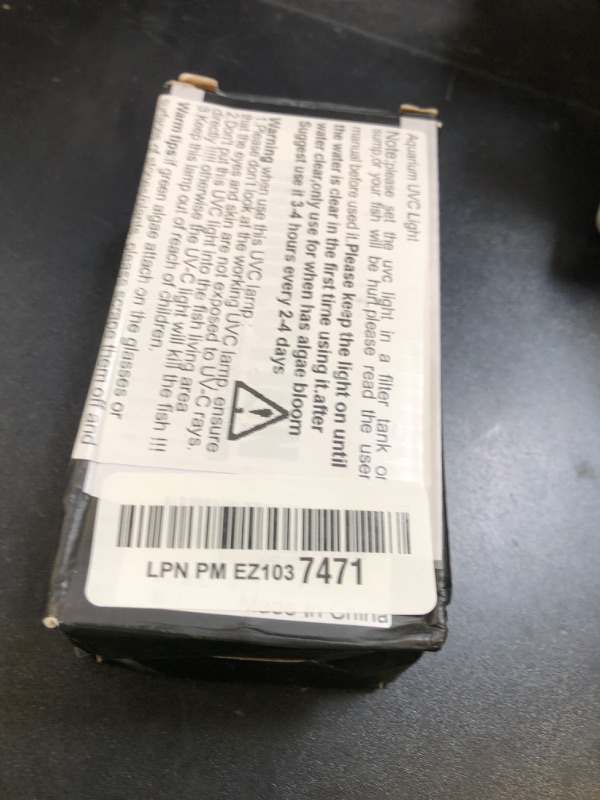 Aquarium UVC Light
Note:please set the uvc light in a filter tank or
sump,or your fish will be hurt,please read the user
manual before used it.Please keep the light on until
the water is clear in the first time using it.after
water clear,only use for when has algae bloom
Suggest use it 3-4 hours every 2-4 days
Warning when use this UVC lamp :
1.Please don't look at the working UVC lamp, ensure
that the eyes and skin are not exposed to UV-C rays.
2.Don't put this UVC light into the fish living area
directly !!!! otherwise the UV-C light will kill the fish !!!
3.Keep this lamp out of reach of children.
Warm tips:if green algae attach on the glasses or
please scrape them off and
LPN PM EZ103 7471
Made in China